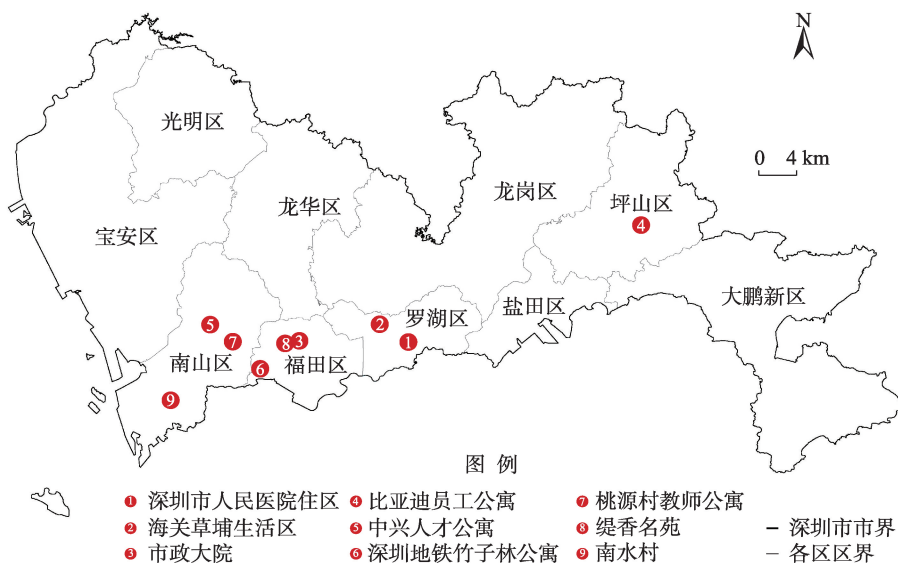 N
光明区
0 4 km
龙岗区
坪山区
龙华区
4
宝安区
大鹏新区
盐田区
罗湖区
2
5
1
7
8 3
南山区
福田区
6
9
图 例
1 深圳市人民医院住区 4 比亚迪员工公寓 7 桃源村教师公寓
2 海关草埔生活区 5 中兴人才公寓 8 缇香名苑 深圳市市界
3 市政大院 6 深圳地铁竹子林公寓 9 南水村 各区区界